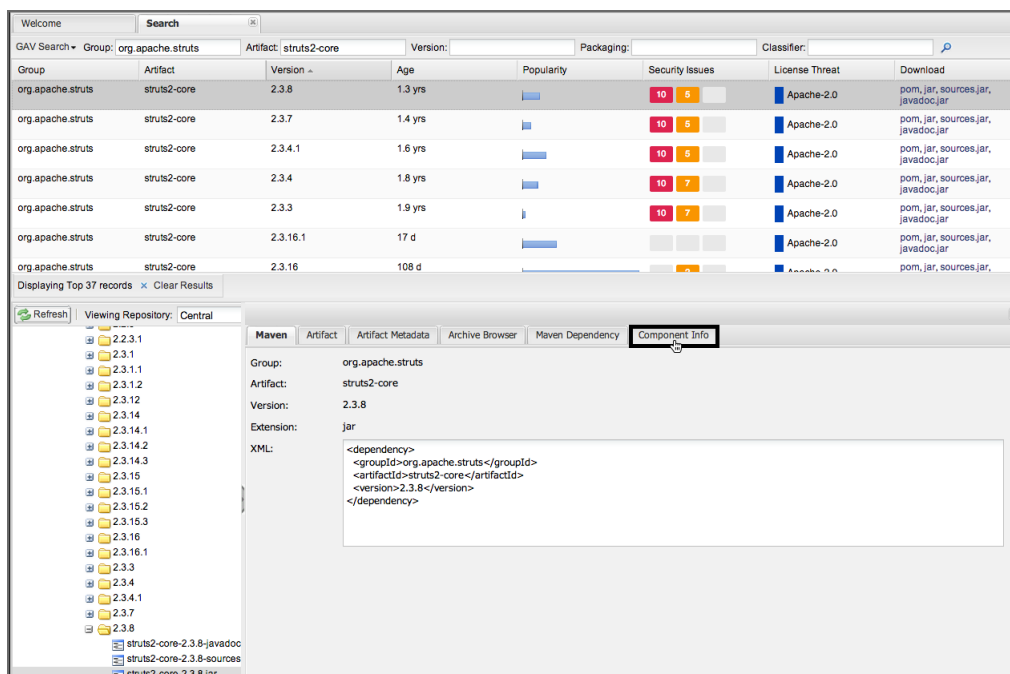 Welcome Search
GAV Search Group: org.apache.struts Artifact: struts2-core Version: Packaging: Classifier:
Group Artifact Version Age Popularity Security Issues License Threat Download
org.apache.struts struts2-core 2.3.8 1.3 yrs 10 5 Apache-2.0 pom, jar, sources.jar,
javadoc.jar
org.apache.struts struts2-core 2.3.7 1.4 yrs 10 5 Apache-2.0 pom, jar, sources.jar,
javadoc.jar
org.apache.struts struts2-core 2.3.4.1 1.6 yrs 10 5 Apache-2.0 pom, jar, sources.jar,
javadoc.jar
org.apache.struts struts2-core 2.3.4 1.8 yrs 10 7 Apache-2.0 pom, jar, sources.jar,
javadoc.jar
org.apache.struts struts2-core 2.3.3 1.9 yrs 10 7 Apache-2.0 pom, jar, sources.jar,
javadoc.jar
org.apache.struts struts2-core 2.3.16.1 17 d Apache-2.0 pom, jar, sources.jar,
javadoc.jar
org.apache.struts struts2-core 2.3.16 108 d Apache-2.0 pom, jar, sources.jar,
Displaying Top 37 records Clear Results
Refresh Viewing Repository: Central
2.2.3.1
2.3.1
2.3.1.1
2.3.1.2
2.3.12
2.3.14
2.3.14.1
2.3.14.2
2.3.14.3
2.3.15
2.3.15.1
2.3.15.2
2.3.15.3
2.3.16
2.3.16.1
2.3.3
2.3.4
2.3.4.1
2.3.7
2.3.8
struts2-core-2.3.8-javadoc
struts2-core-2.3.8-sources
struts2-core-2.3.8.jar
Maven Artifact Artifact Metadata Archive Browser Maven Dependency Component Info
Group: org.apache.struts
Artifact: struts2-core
Version: 2.3.8
Extension: jar
XML: <dependency>
<groupId>org.apache.struts</groupId>
<artifactId>struts2-core</artifactId>
<version>2.3.8</version>
</dependency>